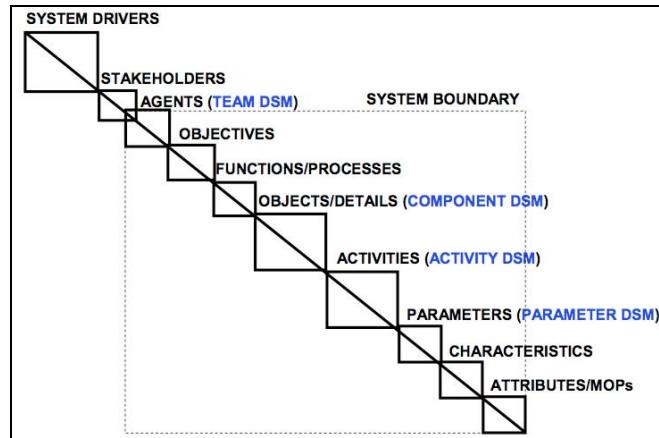 SYSTEM DRIVERS
STAKEHOLDERS
AGENTS (TEAM DSM)
SYSTEM BOUNDARY
OBJECTIVES
FUNCTIONS/PROCESSES
OBJECTS/DETAILS (COMPONENT DSM)
ACTIVITIES (ACTIVITY DSM)
PARAMETERS (PARAMETER DSM)
CHARACTERISTICS
ATTRIBUTES/MOPs